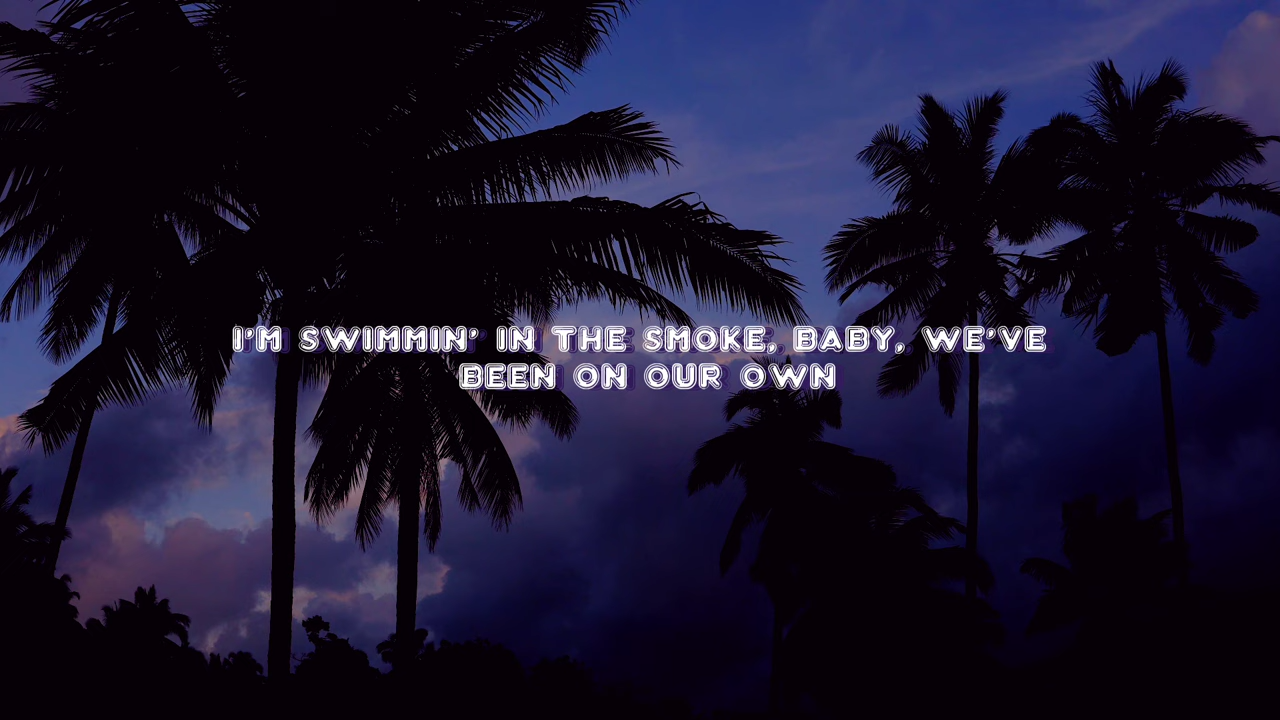 I'M SWIMMIN' IN THE SMOKE, BABY, WE'VE
BEEN ON OUR OWN